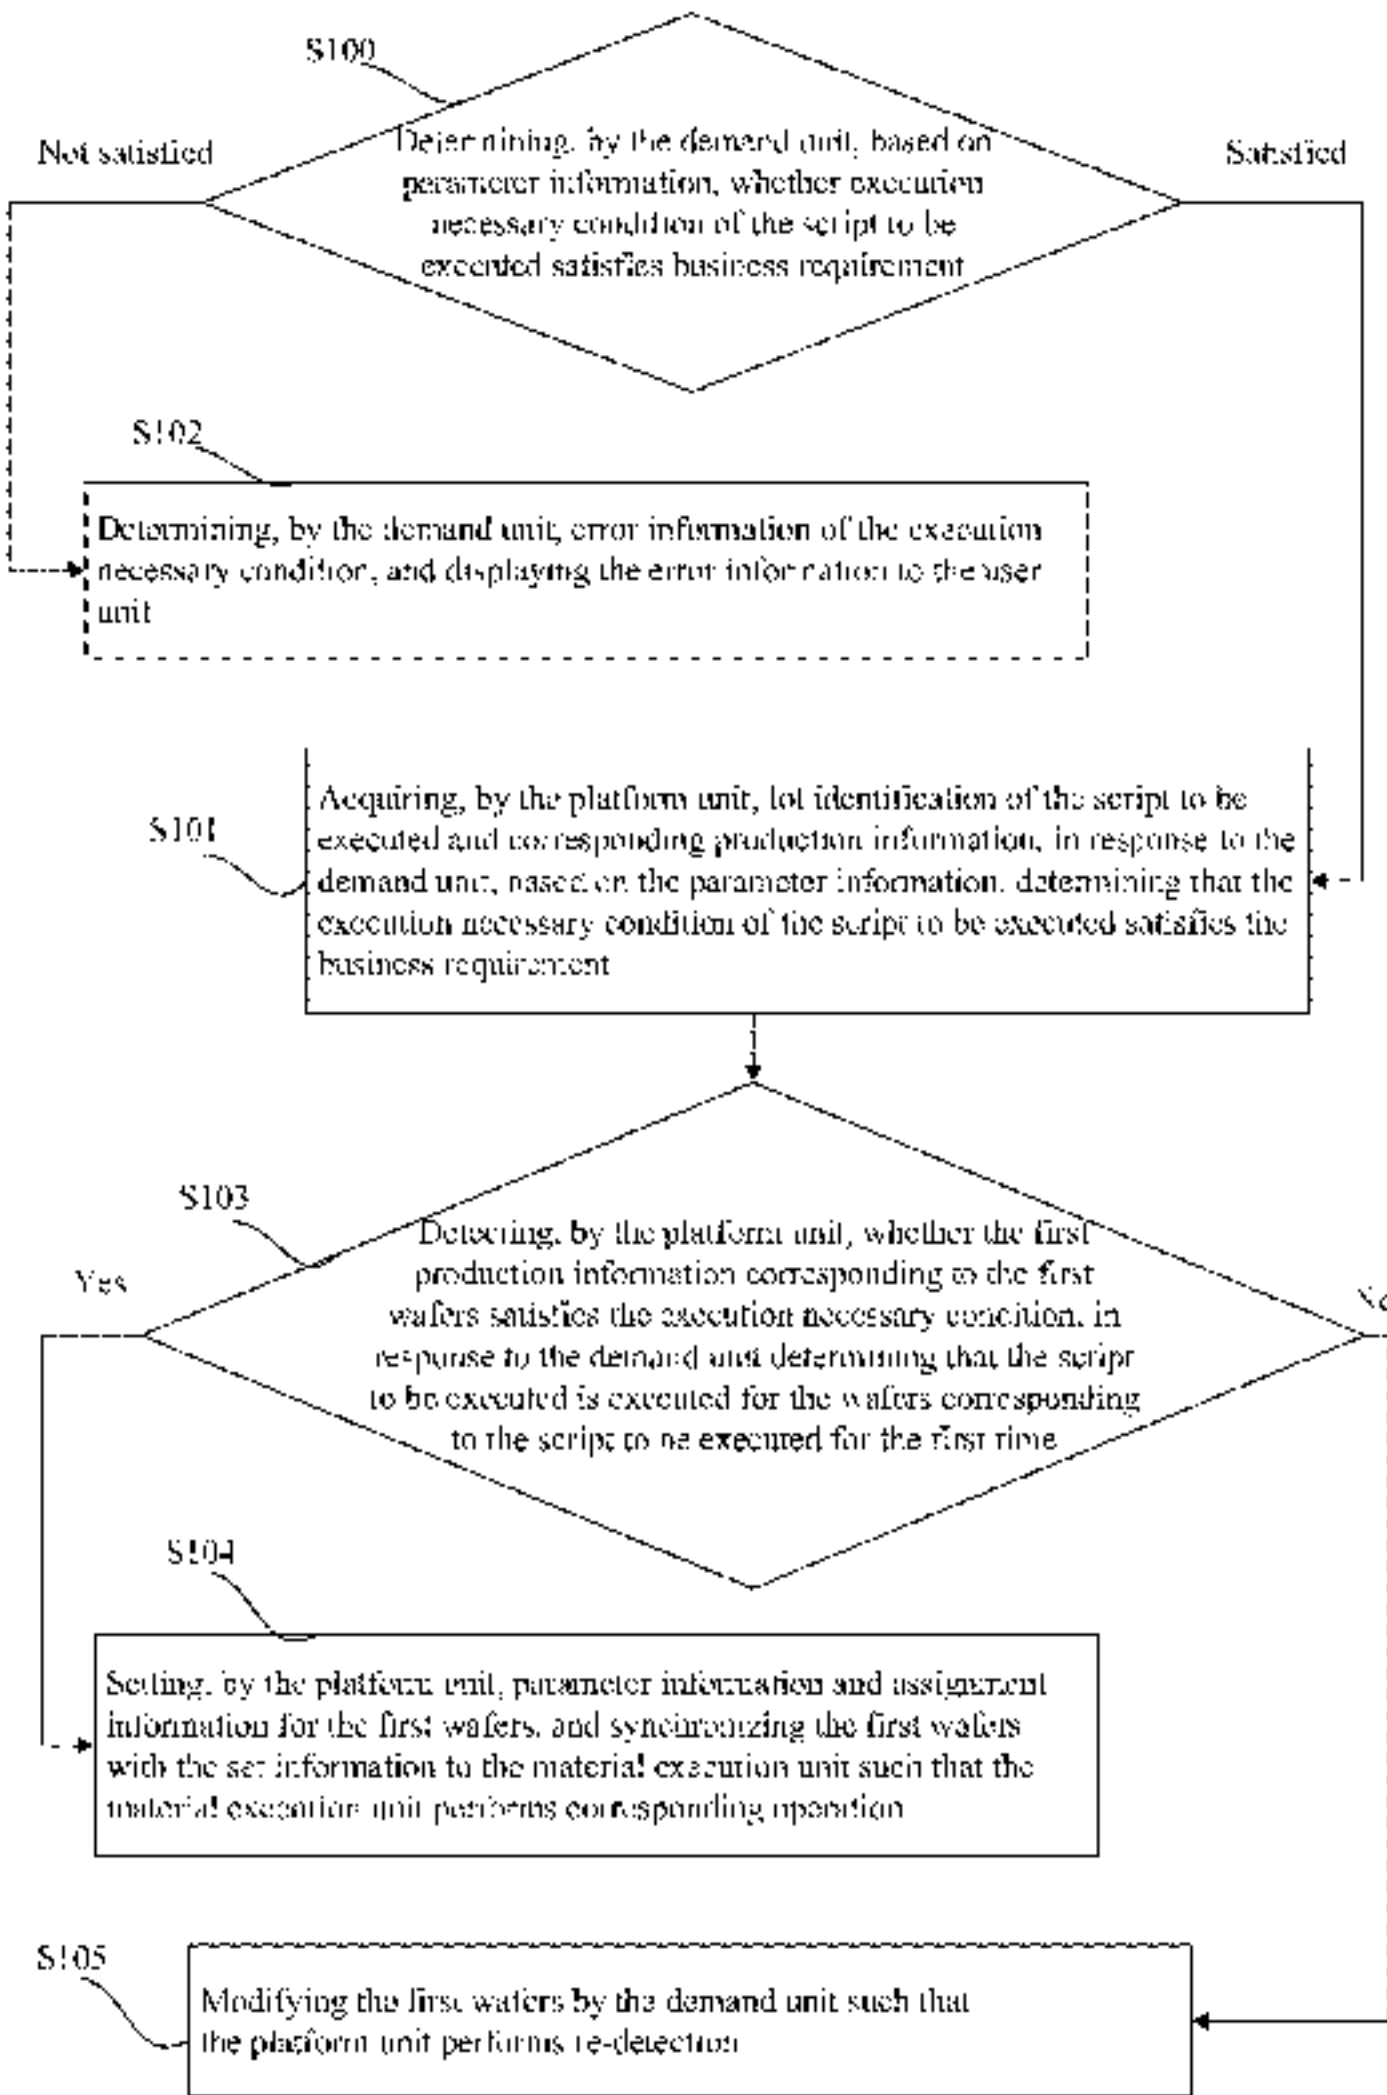 S100
Not satisfied
Satisfied
Determining, by the demand unit, based on
parameter information, whether execution
necessary condition of the script to be
executed satisfies business requirement
S102
Determining, by the demand unit, error information of the execution
necessary condition, and displaying the error information to the user
unit
S101
Acquiring, by the platform unit, lot identification of the script to be
executed and corresponding production information, in response to the
demand unit, based on the parameter information, determining that the
execution necessary condition of the script to be executed satisfies the
business requirement
S103
Yes
Detecting, by the platform unit, whether the first
production information corresponding to the first
wafers satisfies the execution necessary condition, in
response to the demand unit determining that the script
to be executed is executed for the wafers corresponding
to the script to be executed for the first time
S104
Setting, by the platform unit, parameter information and assignment
information for the first wafers, and synchronizing the first wafers
with the set information to the material execution unit such that the
material execution unit performs corresponding operation
S105
Modifying the first wafers by the demand unit such that
the platform unit performs re-detection